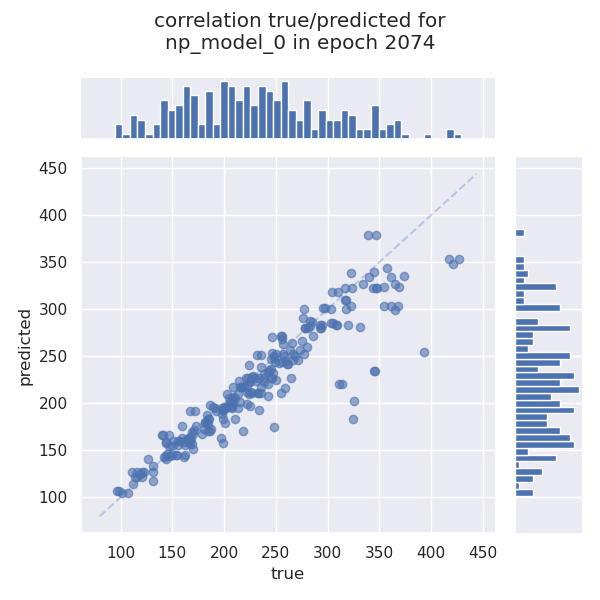 correlation true/predicted for
np_model_0 in epoch 2074
450
400
350
300
250
200
150
100
predicted
100 150 200 250 300 350 400 450
true